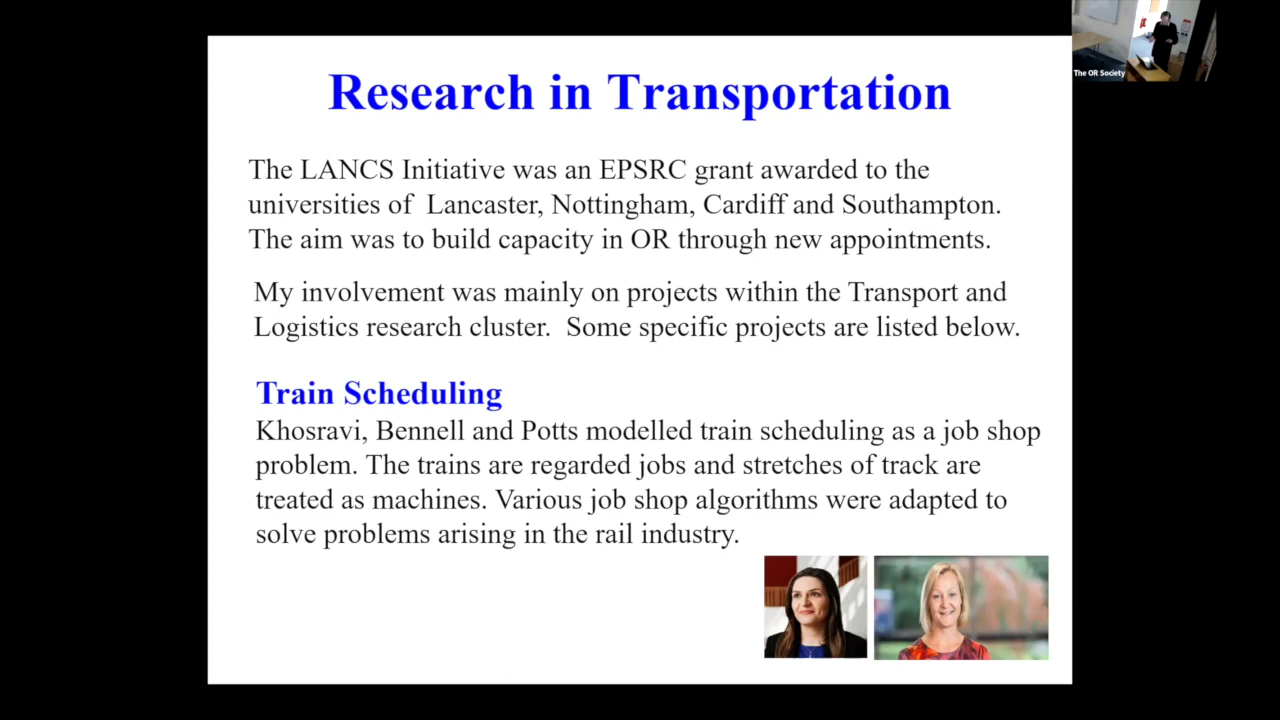 Research in Transportation
The LANCS Initiative was an EPSRC grant awarded to the
universities of Lancaster, Nottingham, Cardiff and Southampton.
The aim was to build capacity in OR through new appointments.
My involvement was mainly on projects within the Transport and
Logistics research cluster. Some specific projects are listed below.
Train Scheduling
Khosravi, Bennell and Potts modelled train scheduling as a job shop
problem. The trains are regarded jobs and stretches of track are
treated as machines. Various job shop algorithms were adapted to
solve problems arising in the rail industry.
The OR Society